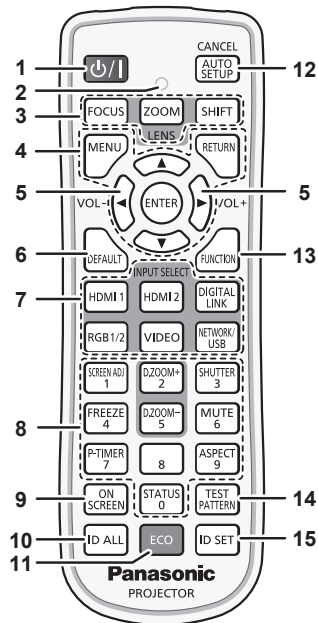 CANCEL
1 ⏻/I AUTO SETUP 12
2
3 FOCUS ZOOM SHIFT
LENS
4 MENU RETURN
5 5
VOL- ◀ ENTER ▶ VOL+
6 DEFAULT FUNCTION 13
INPUT SELECT
7 HDMI 1 HDMI 2 DIGITAL LINK
RGB1/2 VIDEO NETWORK/USB
SCREEN ADJ 1 D.ZOOM+ 2 SHUTTER 3
8 FREEZE 4 D.ZOOM- 5 MUTE 6
P-TIMER 7 8 ASPECT 9
9 ON SCREEN STATUS 0 TEST PATTERN 14
10 ID ALL ECO ID SET 15
11
Panasonic
PROJECTOR